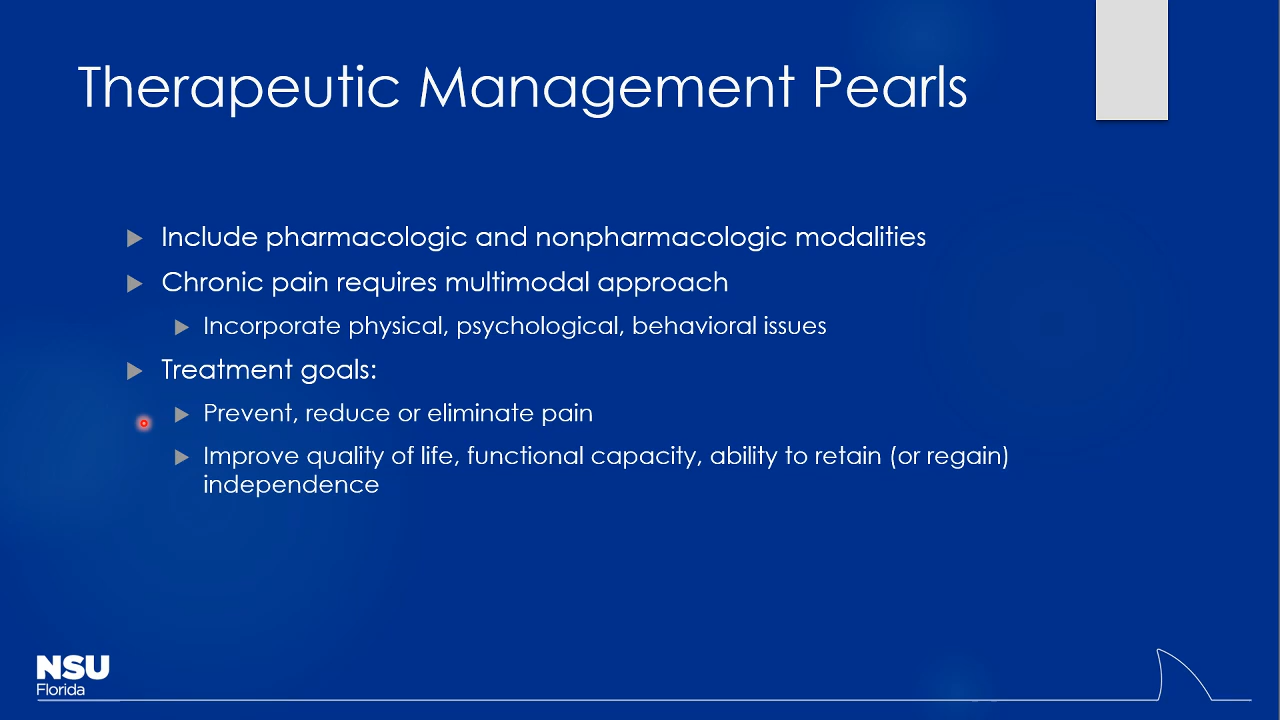 Therapeutic Management Pearls
Include pharmacologic and nonpharmacologic modalities
Chronic pain requires multimodal approach
Incorporate physical, psychological, behavioral issues
Treatment goals:
Prevent, reduce or eliminate pain
Improve quality of life, functional capacity, ability to retain (or regain)
independence
NSU
Florida